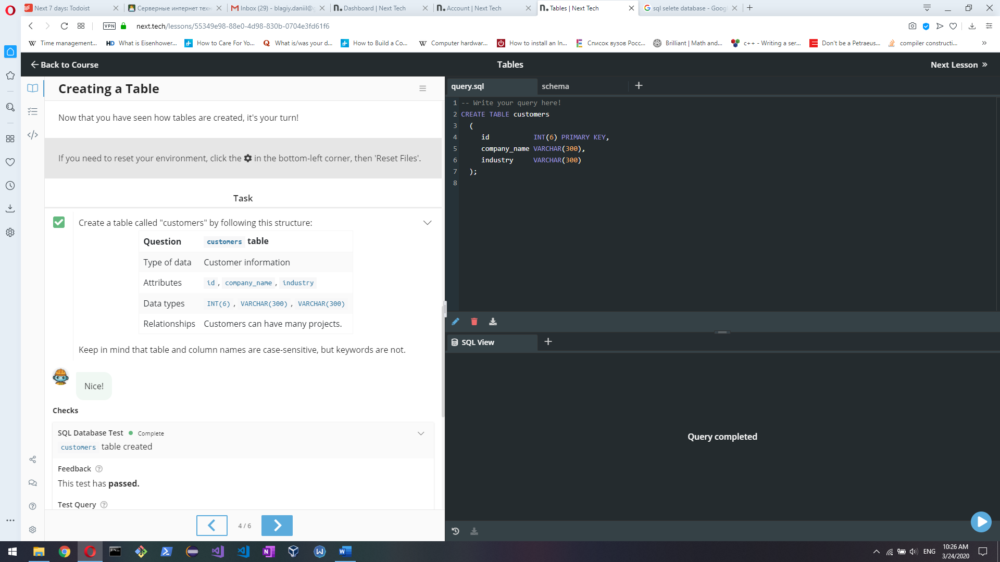 Next 7 days: Todoist
Серверные интернет техн
Inbox (29) - blagiy.daniil@g
Dashboard | Next Tech
Account | Next Tech
Tables | Next Tech
sql selete database - Goog
VPN
next.tech/lessons/55349e98-88e0-4d98-830b-0704e3fd61f6
Time management...
What is Eisenhower...
How to Care For Yo...
What is/was your d...
How to Build a Co...
Computer hardwar...
How to install an In...
Список вузов Росс...
Brilliant | Math and...
c++ - Writing a ser...
Don't be a Petraeus...
compiler constructi...
Back to Course
Tables
Next Lesson
Creating a Table
Now that you have seen how tables are created, it's your turn!
If you need to reset your environment, click the in the bottom-left corner, then 'Reset Files'.
Task
Create a table called "customers" by following this structure:
Question customers table
Type of data Customer information
Attributes id , company_name , industry
Data types INT(6) , VARCHAR(300) , VARCHAR(300)
Relationships Customers can have many projects.
Keep in mind that table and column names are case-sensitive, but keywords are not.
Nice!
Checks
SQL Database Test Complete
customers table created
Feedback
This test has passed.
Test Query
4 / 6
query.sql
schema
1 -- Write your query here!
2 CREATE TABLE customers
3 (
4 id INT(6) PRIMARY KEY,
5 company_name VARCHAR(300),
6 industry VARCHAR(300)
7 );
8
SQL View
Query completed
ENG
10:26 AM
3/24/2020